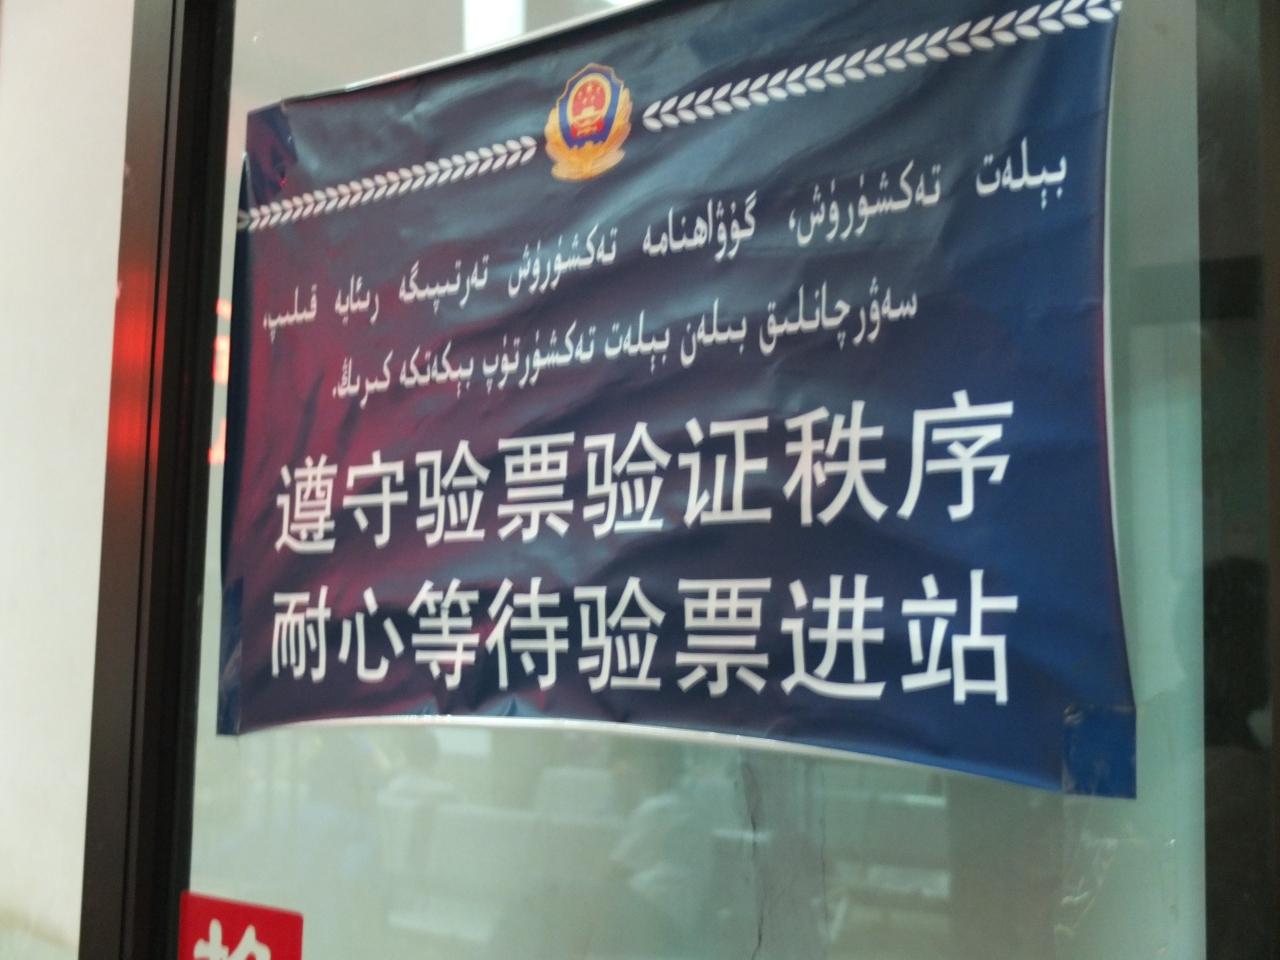 بېلەت تەكشۈرۈش، گۇۋاھنامە تەكشۈرۈش تەرتىپىگە رىئايە قىلىپ،
سەۋرچانلىق بىلەن بېلەت تەكشۈرتۈپ بېكەتكە كىرىڭ.
遵守验票验证秩序
耐心等待验票进站